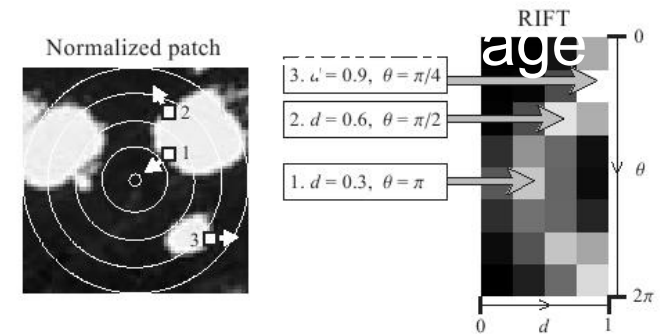 RIFT
Normalized patch
age
0
3. d = 0.9, θ = π/4
2. d = 0.6, θ = π/2
1. d = 0.3, θ = π
2
1
3
θ
2π
0
d
1